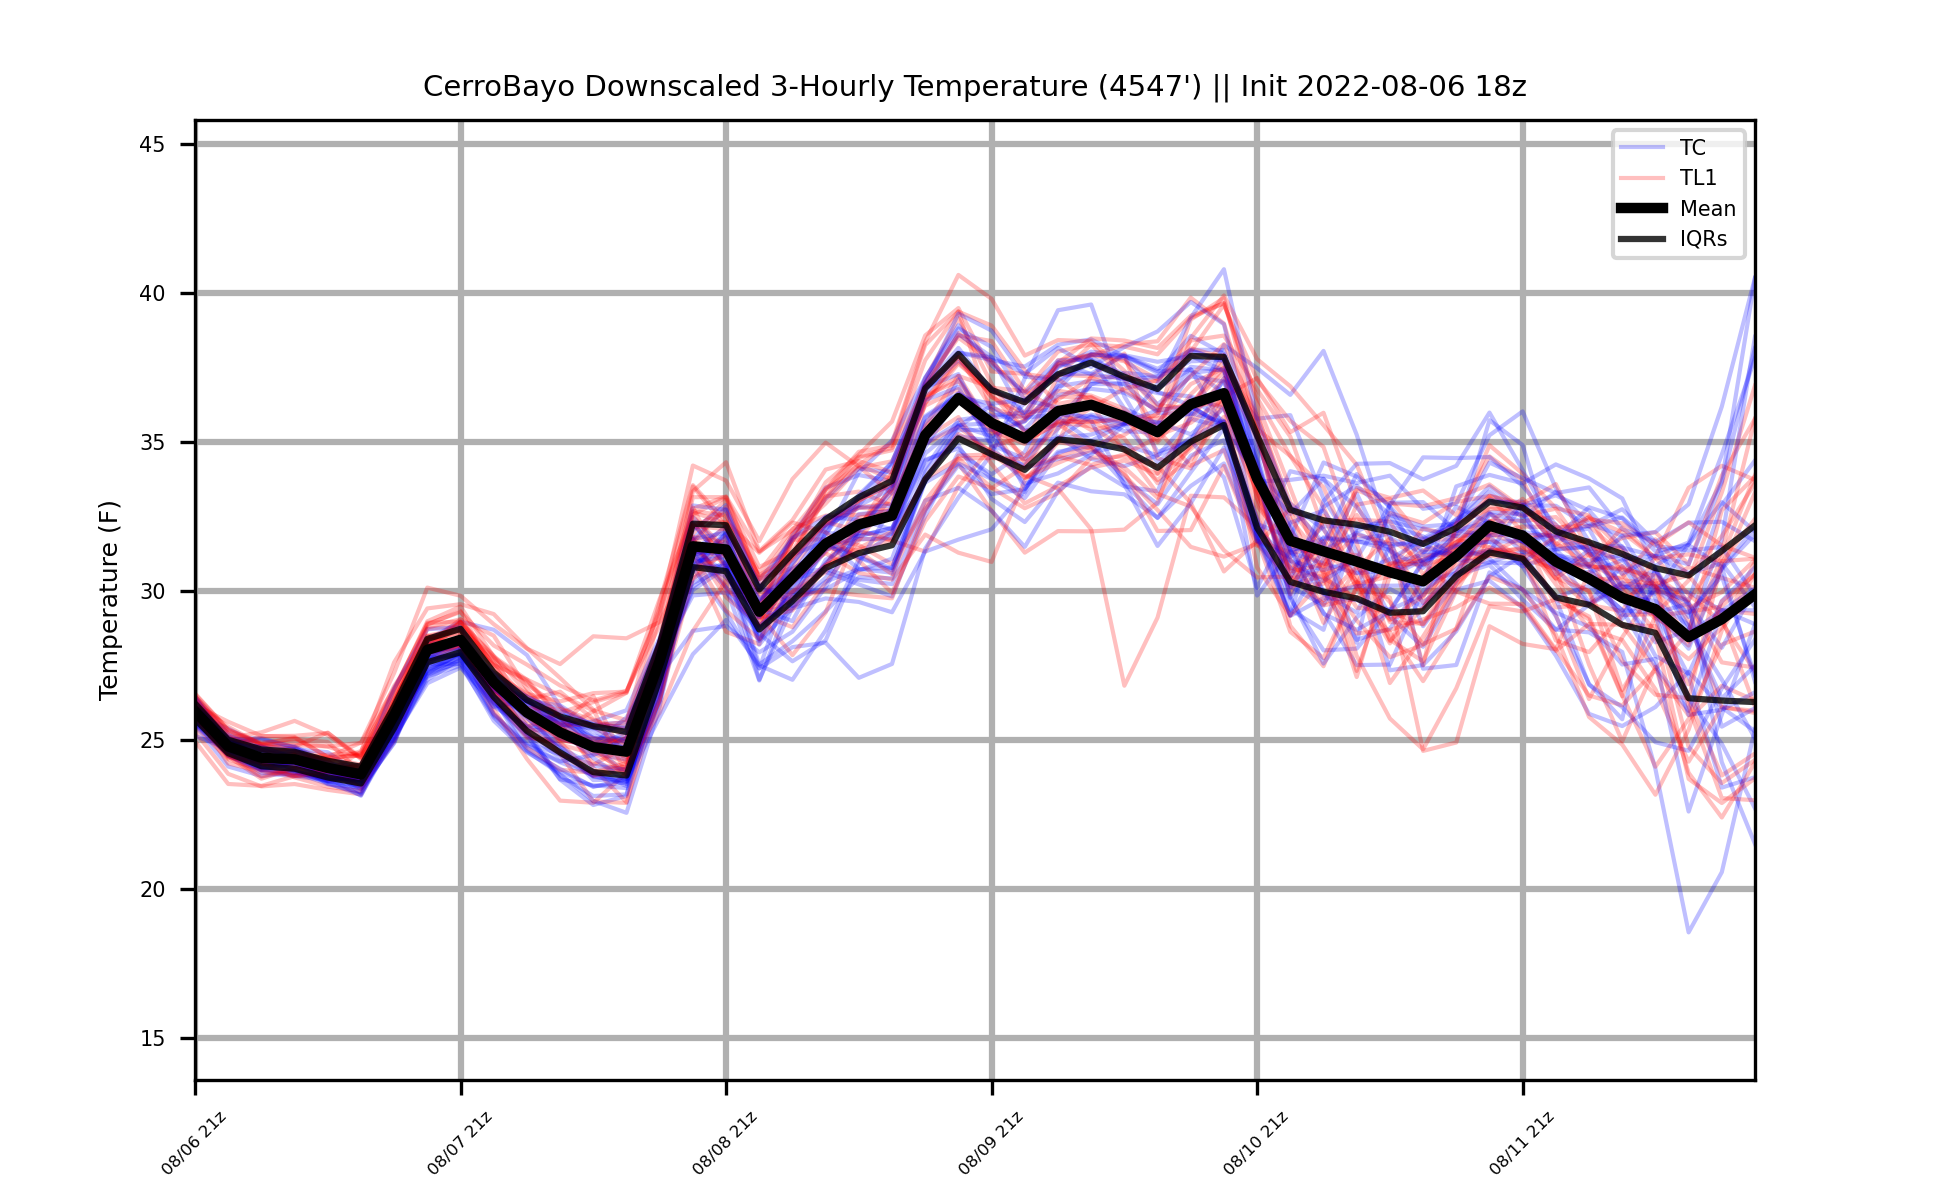 CerroBayo Downscaled 3-Hourly Temperature (4547') || Init 2022-08-06 18z
TC
TL1
Mean
IQRs
Temperature (F)
45
40
35
30
25
20
15
08/06 21z
08/07 21z
08/08 21z
08/09 21z
08/10 21z
08/11 21z